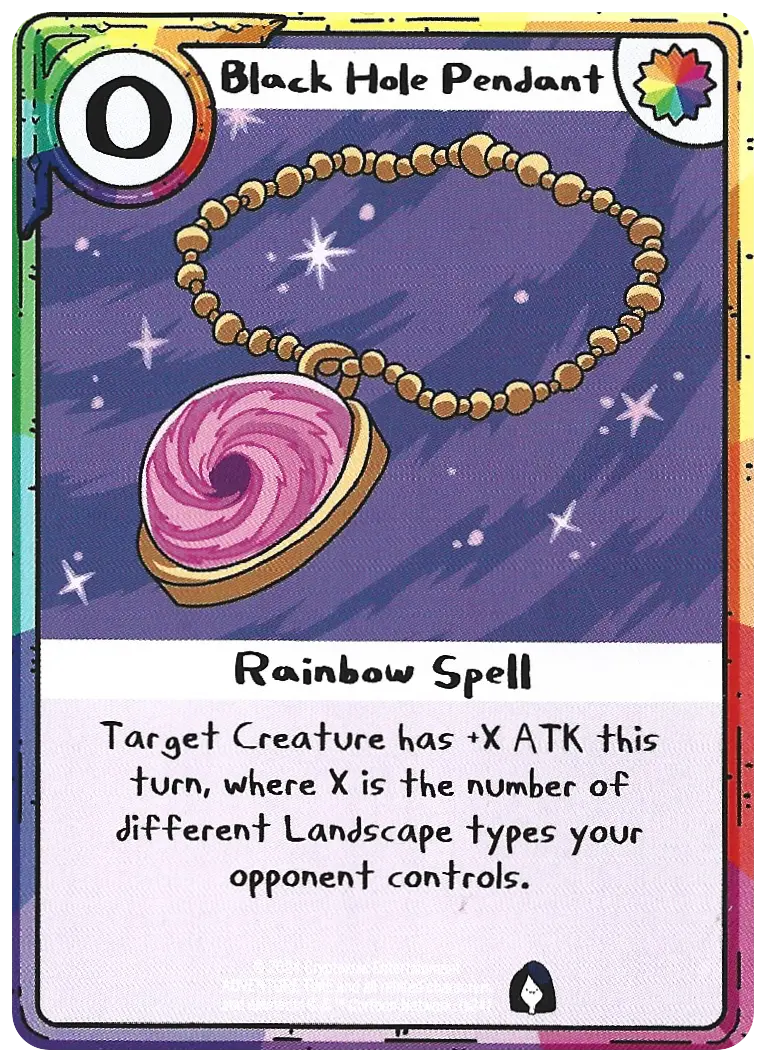 0
Black Hole Pendant
Rainbow Spell
Target Creature has +X ATK this
turn, where X is the number of
different Landscape types your
opponent controls.